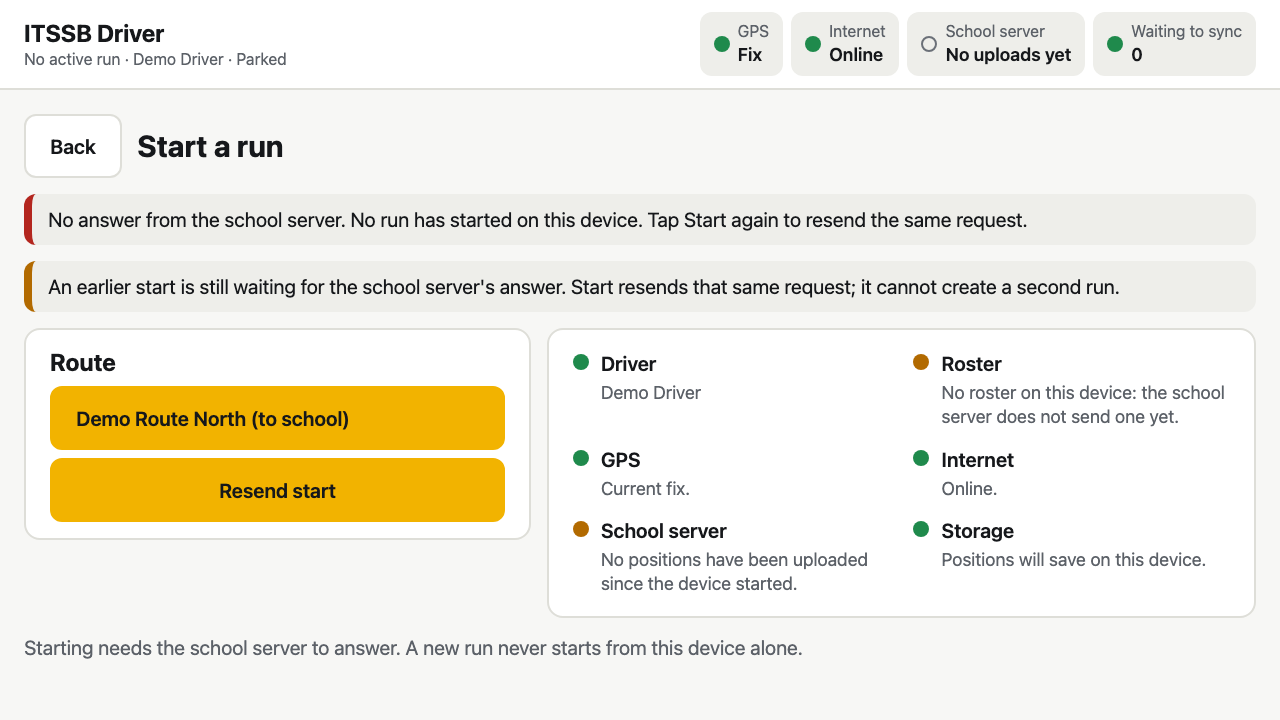 ITSSB Driver
No active run · Demo Driver · Parked
GPS
Fix
Internet
Online
School server
No uploads yet
Waiting to sync
0
Back
Start a run
No answer from the school server. No run has started on this device. Tap Start again to resend the same request.
An earlier start is still waiting for the school server's answer. Start resends that same request; it cannot create a second run.
Route
Demo Route North (to school)
Resend start
Driver
Demo Driver
Roster
No roster on this device: the school
server does not send one yet.
GPS
Current fix.
Internet
Online.
School server
No positions have been uploaded
since the device started.
Storage
Positions will save on this device.
Starting needs the school server to answer. A new run never starts from this device alone.